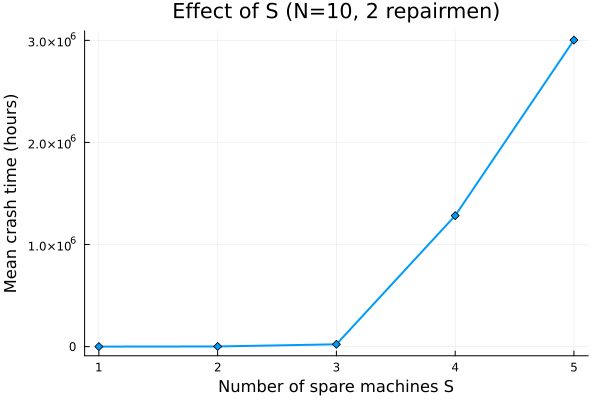 Effect of S (N=10, 2 repairmen)
3.0×10⁶
2.0×10⁶
1.0×10⁶
0
Mean crash time (hours)
1 2 3 4 5
Number of spare machines S